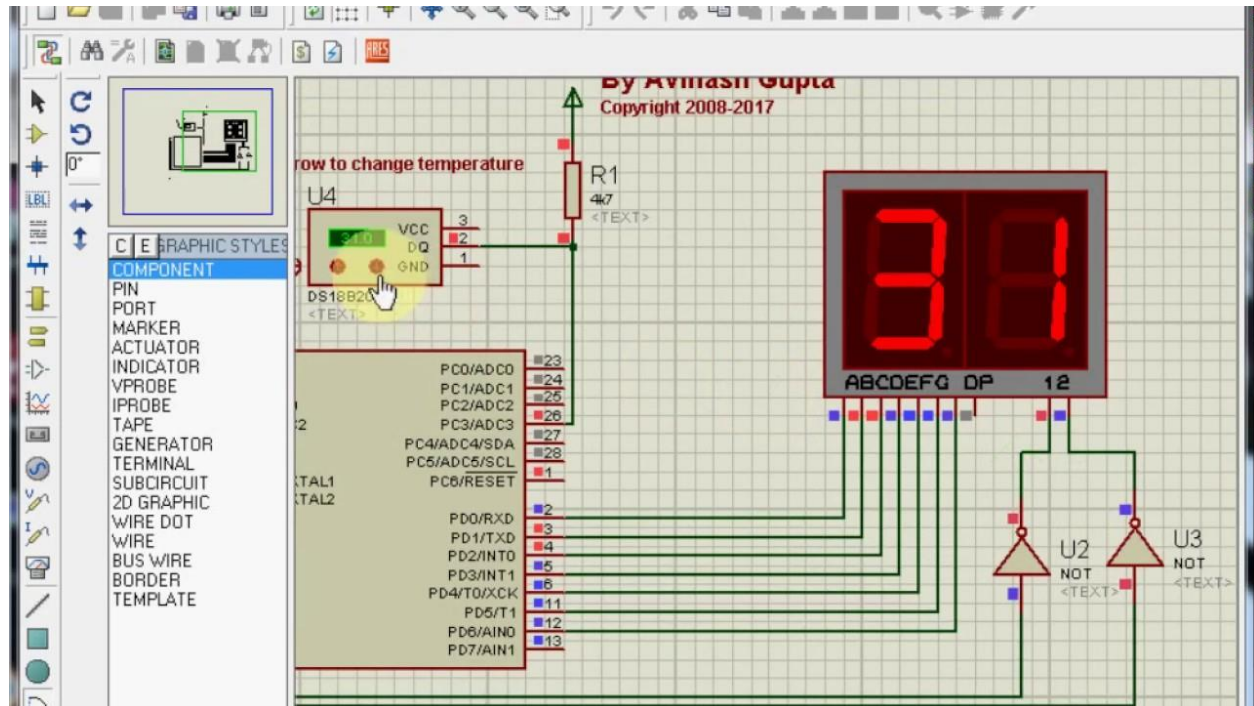 ARES
By Avinash Gupta
Copyright 2008-2017
row to change temperature
0°
LBL
C E GRAPHIC STYLES
COMPONENT
PIN
PORT
MARKER
ACTUATOR
INDICATOR
VPROBE
IPROBE
TAPE
GENERATOR
TERMINAL
SUBCIRCUIT
2D GRAPHIC
WIRE DOT
WIRE
BUS WIRE
BORDER
TEMPLATE
U4
31.0
VCC 3
DQ 2
GND 1
DS18B20
<TEXT>
R1
4k7
<TEXT>
31
ABCDEFG DP 12
PC0/ADC0 23
PC1/ADC1 24
PC2/ADC2 25
PC3/ADC3 26
PC4/ADC4/SDA 27
PC5/ADC5/SCL 28
PC6/RESET 1
XTAL1
XTAL2
PD0/RXD 2
PD1/TXD 3
PD2/INT0 4
PD3/INT1 5
PD4/T0/XCK 6
PD5/T1 11
PD6/AIN0 12
PD7/AIN1 13
U2
NOT
<TEXT>
U3
NOT
<TEXT>